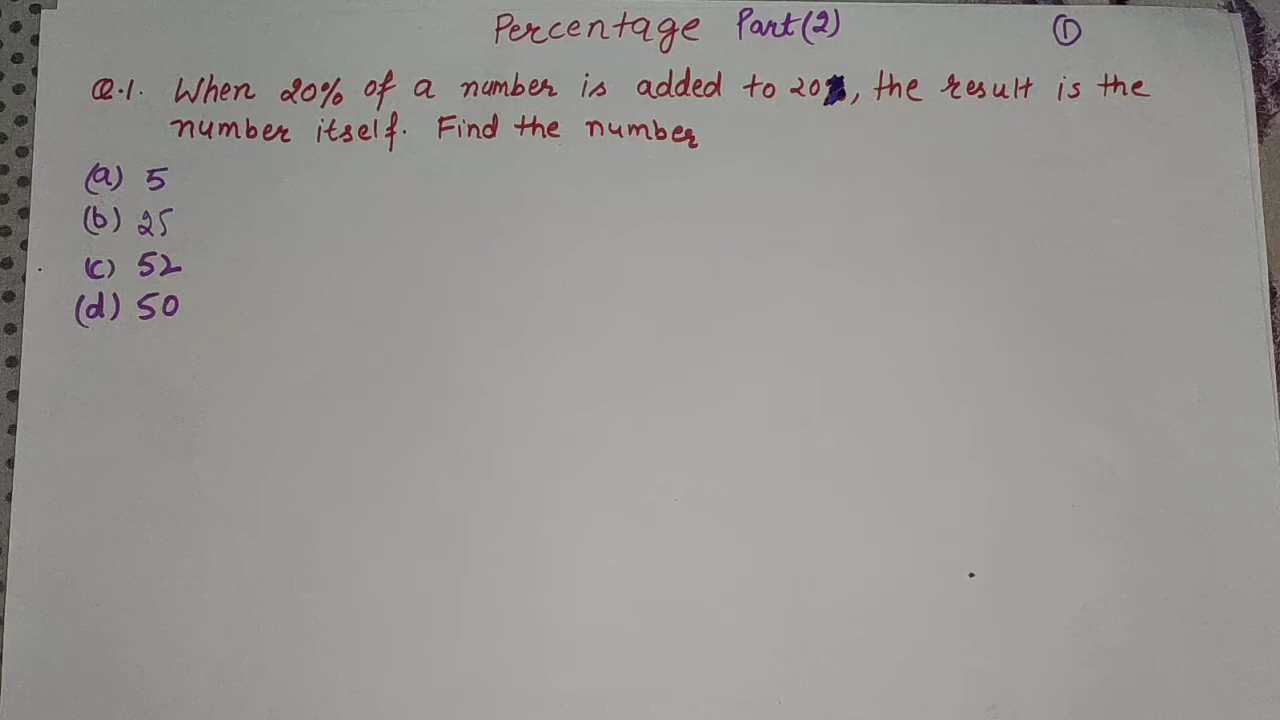 Percentage Part(2) ①
Q.1. When 20% of a number is added to 20, the result is the
number itself. Find the number
(a) 5
(b) 25
(c) 52
(d) 50